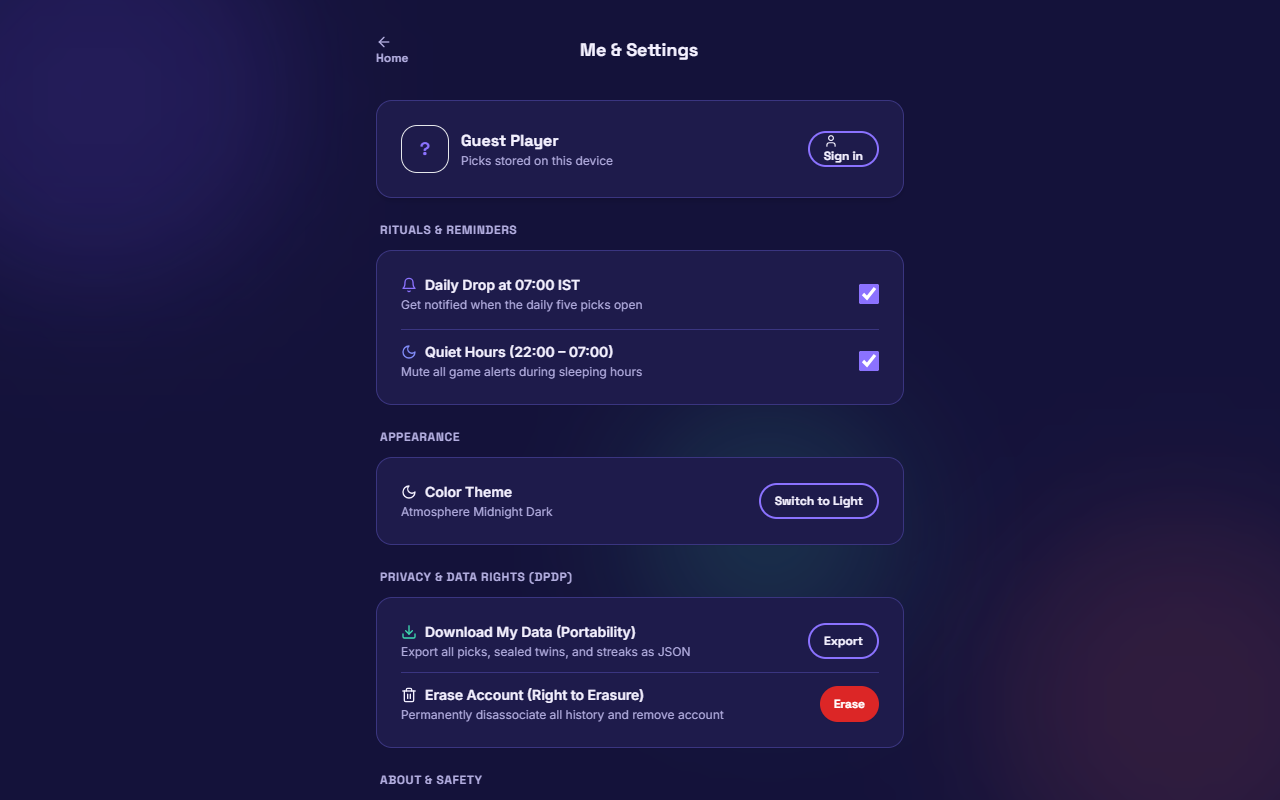 Home
Me & Settings
?
Guest Player
Picks stored on this device
Sign in
RITUALS & REMINDERS
Daily Drop at 07:00 IST
Get notified when the daily five picks open
Quiet Hours (22:00 – 07:00)
Mute all game alerts during sleeping hours
APPEARANCE
Color Theme
Atmosphere Midnight Dark
Switch to Light
PRIVACY & DATA RIGHTS (DPDP)
Download My Data (Portability)
Export all picks, sealed twins, and streaks as JSON
Export
Erase Account (Right to Erasure)
Permanently disassociate all history and remove account
Erase
ABOUT & SAFETY